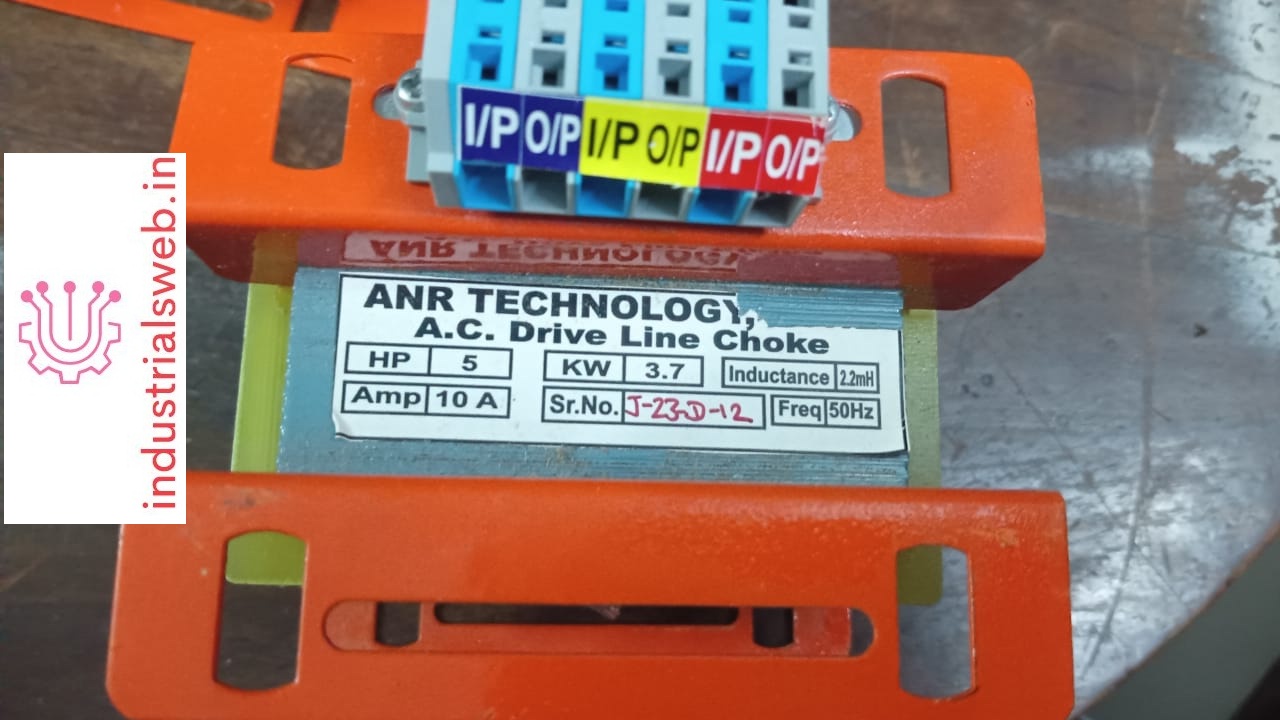 I/P O/P I/P O/P I/P O/P
ANR TECHNOLOGY,
A.C. Drive Line Choke
HP 5 KW 3.7 Inductance 2.2mH
Amp 10 A Sr.No. J-23-D-12 Freq 50Hz
industrialsweb.in